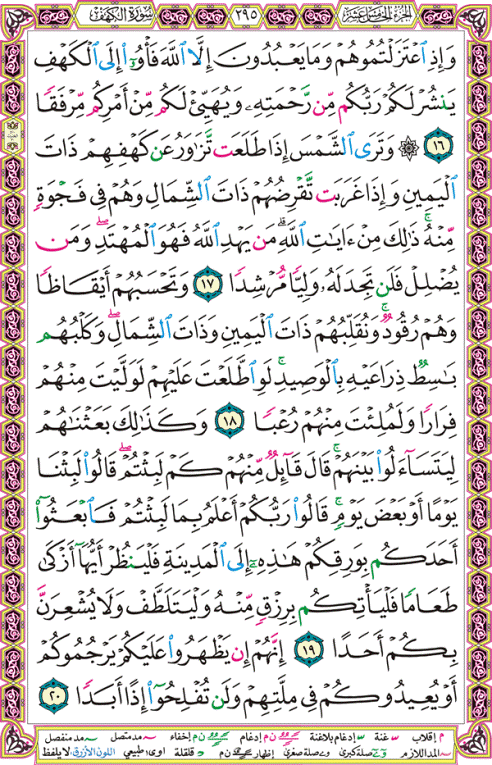 سورة الكهف ٢٩٥ الجزء الخامس عشر
وَإِذِ ٱعۡتَزَلۡتُمُوهُمۡ وَمَا يَعۡبُدُونَ إِلَّا ٱللَّهَ فَأۡوُۥٓاْ إِلَى ٱلۡكَهۡفِ
يَنشُرۡ لَكُمۡ رَبُّكُم مِّن رَّحۡمَتِهِۦ وَيُهَيِّئۡ لَكُم مِّنۡ أَمۡرِكُم مِّرۡفَقٗا
١٦ ۞ وَتَرَى ٱلشَّمۡسَ إِذَا طَلَعَت تَّزَٰوَرُ عَن كَهۡفِهِمۡ ذَاتَ
ٱلۡيَمِينِ وَإِذَا غَرَبَت تَّقۡرِضُهُمۡ ذَاتَ ٱلشِّمَالِ وَهُمۡ فِي فَجۡوَةٖ
مِّنۡهُۚ ذَٰلِكَ مِنۡ ءَايَٰتِ ٱللَّهِۗ مَن يَهۡدِ ٱللَّهُ فَهُوَ ٱلۡمُهۡتَدِۖ وَمَن
يُضۡلِلۡ فَلَن تَجِدَ لَهُۥ وَلِيّٗا مُّرۡشِدٗا ١٧ وَتَحۡسَبُهُمۡ أَيۡقَاظٗا
وَهُمۡ رُقُودٞۚ وَنُقَلِّبُهُمۡ ذَاتَ ٱلۡيَمِينِ وَذَاتَ ٱلشِّمَالِۖ وَكَلۡبُهُم
بَٰسِطٞ ذِرَاعَيۡهِ بِٱلۡوَصِيدِۚ لَوِ ٱطَّلَعۡتَ عَلَيۡهِمۡ لَوَلَّيۡتَ مِنۡهُمۡ
فِرَارٗا وَلَمُلِئۡتَ مِنۡهُمۡ رُعۡبٗا ١٨ وَكَذَٰلِكَ بَعَثۡنَٰهُمۡ
لِيَتَسَآءَلُواْ بَيۡنَهُمۡۚ قَالَ قَآئِلٞ مِّنۡهُمۡ كَمۡ لَبِثۡتُمۡۖ قَالُواْ لَبِثۡنَا
يَوۡمًا أَوۡ بَعۡضَ يَوۡمٖۚ قَالُواْ رَبُّكُمۡ أَعۡلَمُ بِمَا لَبِثۡتُمۡ فَٱبۡعَثُوٓاْ
أَحَدَكُم بِوَرِقِكُمۡ هَٰذِهِۦٓ إِلَى ٱلۡمَدِينَةِ فَلۡيَنظُرۡ أَيُّهَآ أَزۡكَىٰ
طَعَامٗا فَلۡيَأۡتِكُم بِرِزۡقٖ مِّنۡهُ وَلۡيَتَلَطَّفۡ وَلَا يُشۡعِرَنَّ
بِكُمۡ أَحَدًا ١٩ إِنَّهُمۡ إِن يَظۡهَرُواْ عَلَيۡكُمۡ يَرۡجُمُوكُمۡ
أَوۡ يُعِيدُوكُمۡ فِي مِلَّتِهِمۡ وَلَن تُفۡلِحُوٓاْ إِذًا أَبَدٗا ٢٠
م إقلاب غنة إدغام بلاغنة ن م إدغام ن م إخفاء مد متصل مد منفصل
المد اللازم صلة كبرى صلة صغرى إظهار ن م قلقلة اوى: طبيعي اللون الأزرق: لا يلفظ